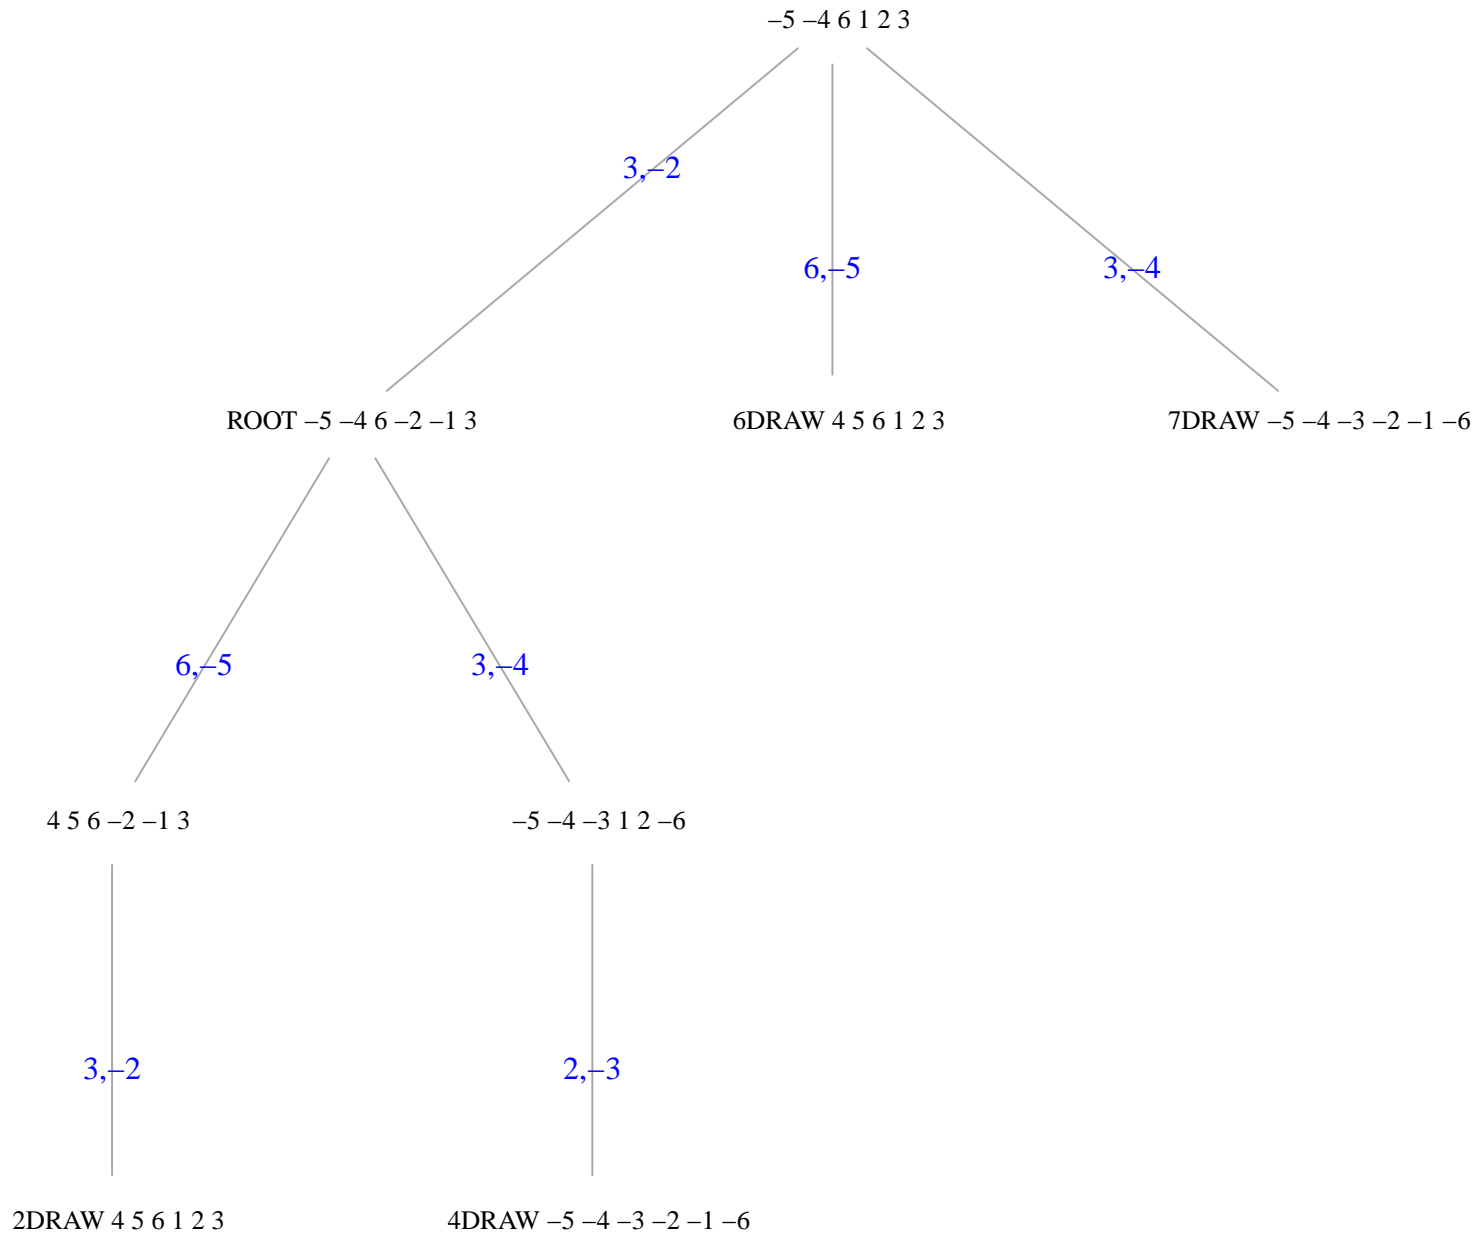 –5 –4 6 1 2 3
3,–2
6,–5
3,–4
ROOT –5 –4 6 –2 –1 3
6DRAW 4 5 6 1 2 3
7DRAW –5 –4 –3 –2 –1 –6
6,–5
3,–4
4 5 6 –2 –1 3
–5 –4 –3 1 2 –6
3,–2
2,–3
2DRAW 4 5 6 1 2 3
4DRAW –5 –4 –3 –2 –1 –6